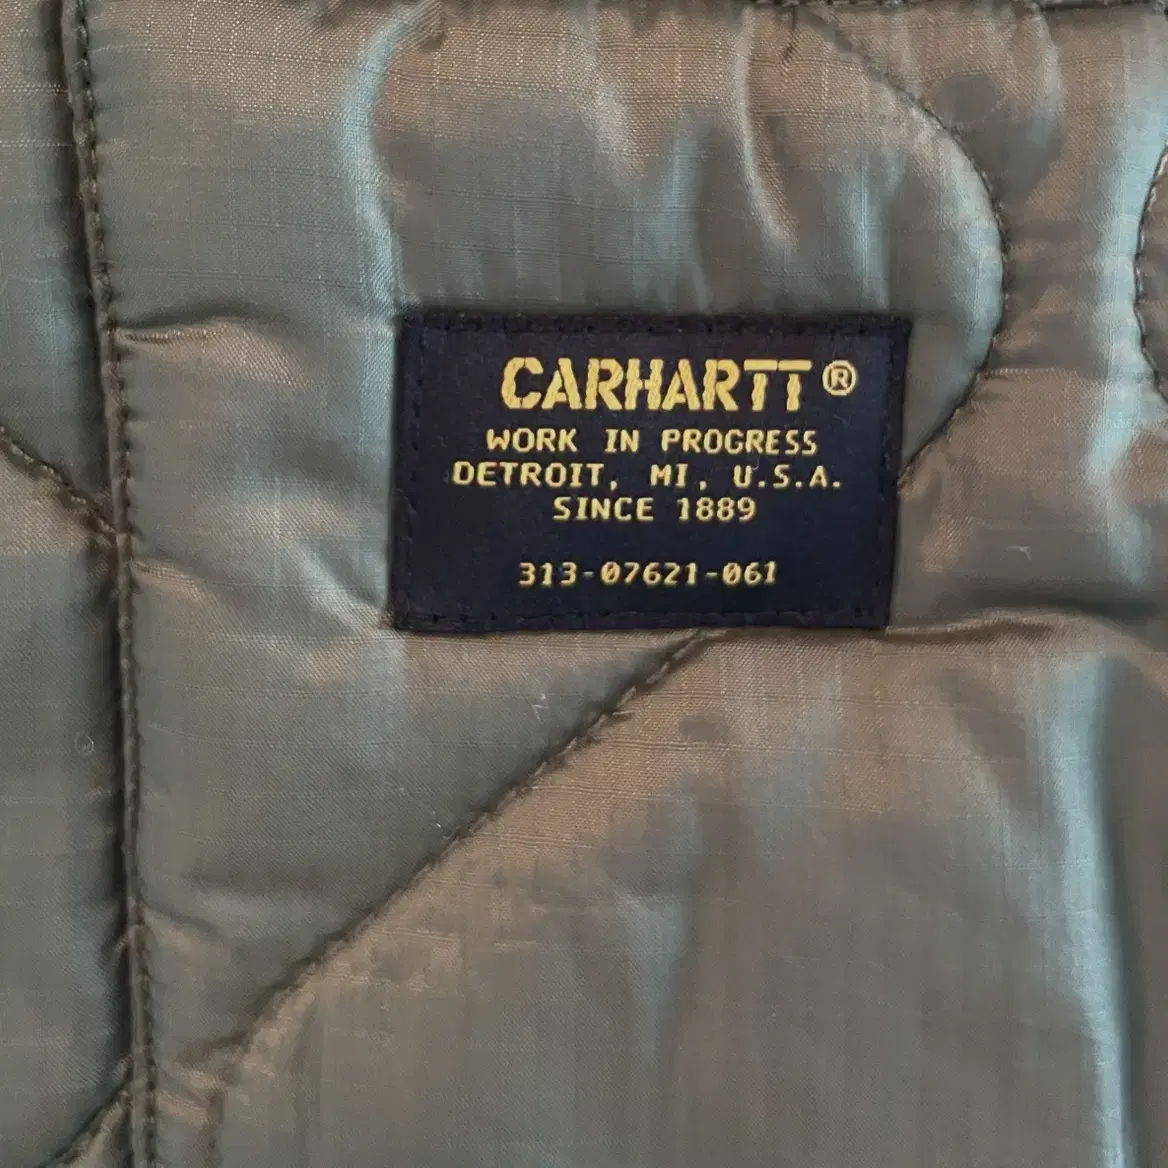 CARHARTT®
WORK IN PROGRESS
DETROIT, MI, U.S.A.
SINCE 1889
313-07621-061